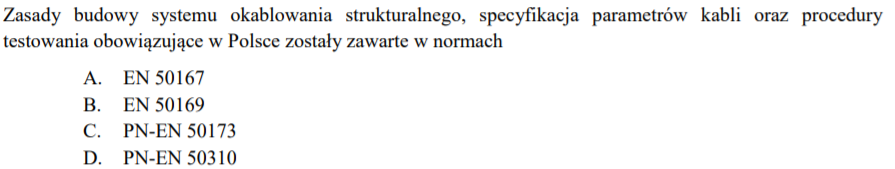 Zasady budowy systemu okablowania strukturalnego, specyfikacja parametrów kabli oraz procedury
testowania obowiązujące w Polsce zostały zawarte w normach
A. EN 50167
B. EN 50169
C. PN-EN 50173
D. PN-EN 50310